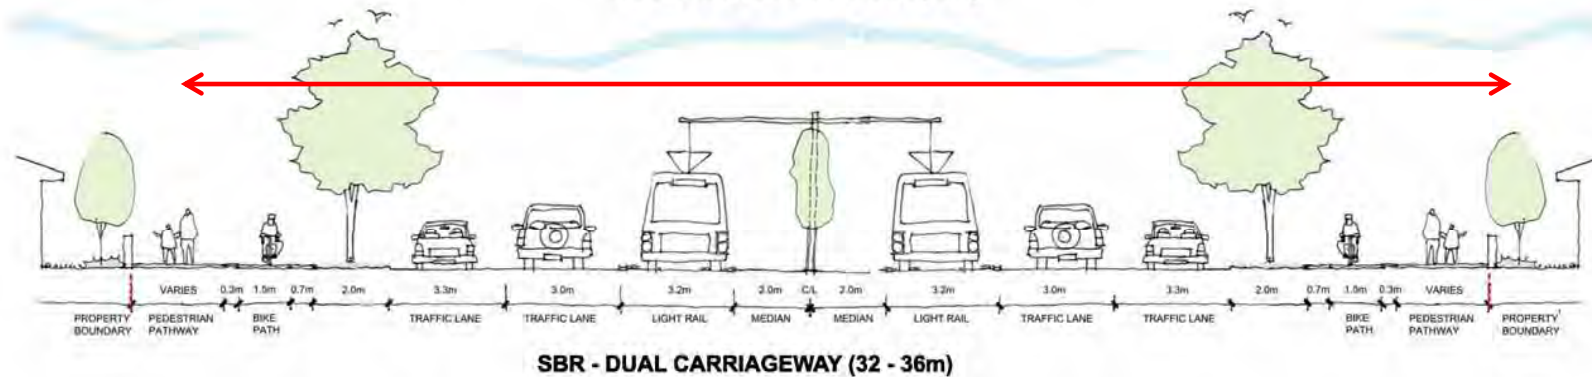 VARIES 0.3m 1.5m 0.7m 2.0m 3.3m 3.0m 3.2m 2.0m C/L 2.0m 3.2m 3.0m 3.3m 2.0m 0.7m 1.5m 0.3m VARIES
PROPERTY BOUNDARY PEDESTRIAN PATHWAY BIKE PATH TRAFFIC LANE TRAFFIC LANE LIGHT RAIL MEDIAN MEDIAN LIGHT RAIL TRAFFIC LANE TRAFFIC LANE BIKE PATH PEDESTRIAN PATHWAY PROPERTY BOUNDARY
SBR - DUAL CARRIAGEWAY (32 - 36m)